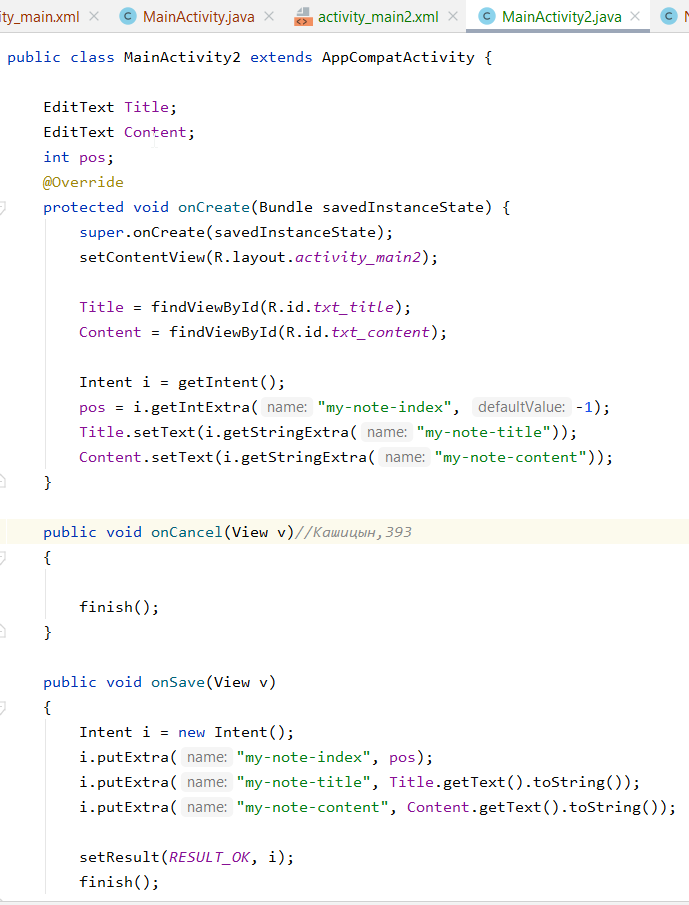 ty_main.xml MainActivity.java activity_main2.xml MainActivity2.java
public class MainActivity2 extends AppCompatActivity {
EditText Title;
EditText Content;
int pos;
@Override
protected void onCreate(Bundle savedInstanceState) {
super.onCreate(savedInstanceState);
setContentView(R.layout.activity_main2);
Title = findViewById(R.id.txt_title);
Content = findViewById(R.id.txt_content);
Intent i = getIntent();
pos = i.getIntExtra( name: "my-note-index", defaultValue: -1);
Title.setText(i.getStringExtra( name: "my-note-title"));
Content.setText(i.getStringExtra( name: "my-note-content"));
}
public void onCancel(View v)//Кашицын,393
{
finish();
}
public void onSave(View v)
{
Intent i = new Intent();
i.putExtra( name: "my-note-index", pos);
i.putExtra( name: "my-note-title", Title.getText().toString());
i.putExtra( name: "my-note-content", Content.getText().toString());
setResult(RESULT_OK, i);
finish();